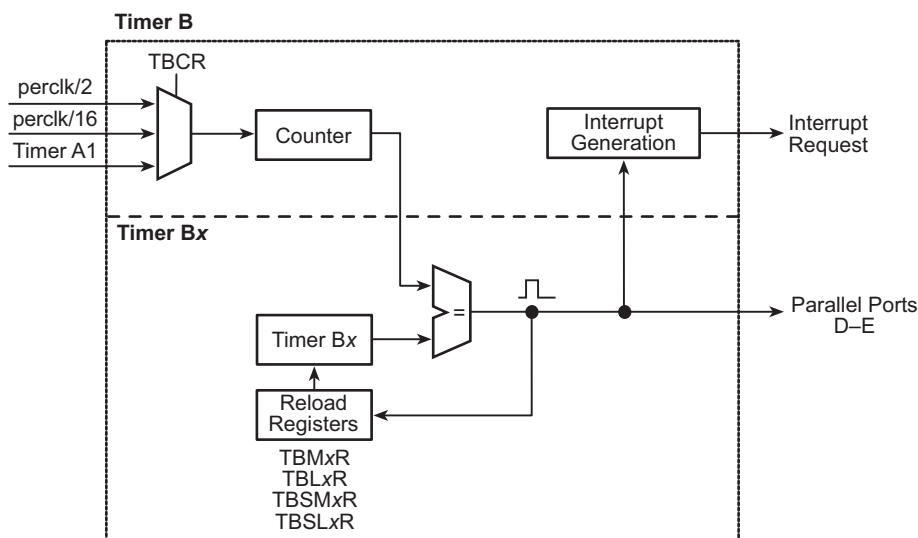 Timer B
TBCR
perclk/2
perclk/16
Timer A1
Counter
Interrupt
Generation
Interrupt
Request
Timer Bx
=
Timer Bx
Parallel Ports
D–E
Reload
Registers
TBMxR
TBLxR
TBSMxR
TBSLxR